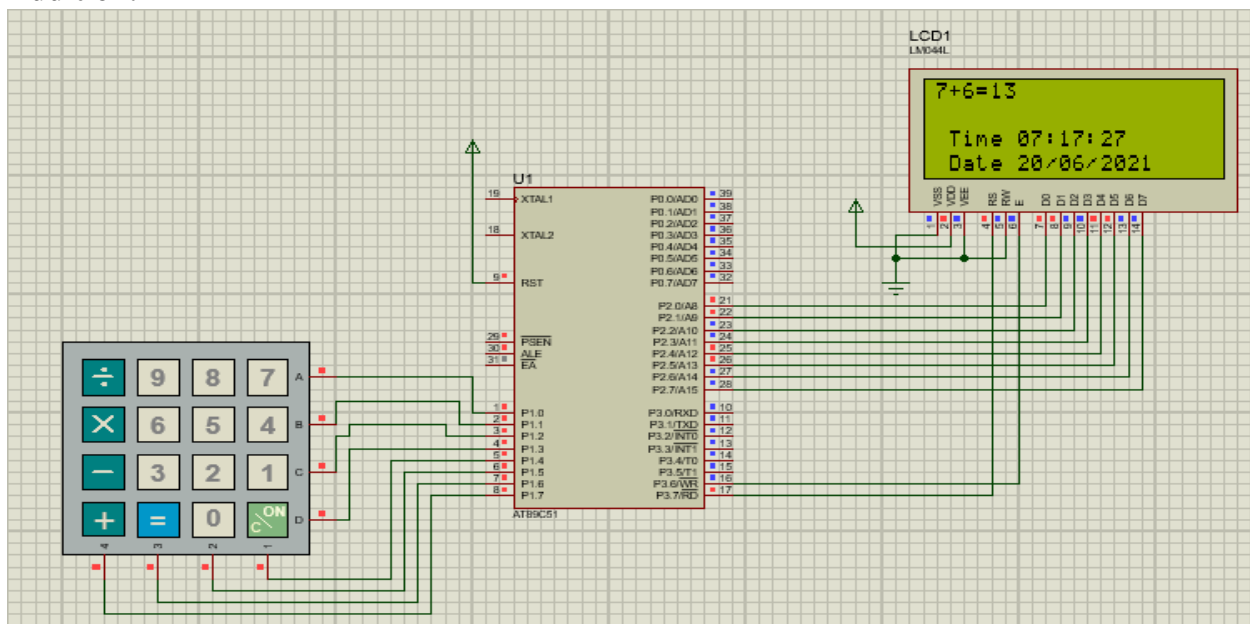 LCD1
LM044L
7+6=13
Time 07:17:27
Date 20/06/2021
VSS VDD VEE RS RW E D0 D1 D2 D3 D4 D5 D6 D7
1 2 3 4 5 6 7 8 9 10 11 12 13 14
U1
19 XTAL1
18 XTAL2
9 RST
29 PSEN
30 ALE
31 EA
1 P1.0
2 P1.1
3 P1.2
4 P1.3
5 P1.4
6 P1.5
7 P1.6
8 P1.7
P0.0/AD0 39
P0.1/AD1 38
P0.2/AD2 37
P0.3/AD3 36
P0.4/AD4 35
P0.5/AD5 34
P0.6/AD6 33
P0.7/AD7 32
P2.0/A8 21
P2.1/A9 22
P2.2/A10 23
P2.3/A11 24
P2.4/A12 25
P2.5/A13 26
P2.6/A14 27
P2.7/A15 28
P3.0/RXD 10
P3.1/TXD 11
P3.2/INT0 12
P3.3/INT1 13
P3.4/T0 14
P3.5/T1 15
P3.6/WR 16
P3.7/RD 17
AT89C51
÷ 9 8 7 A
× 6 5 4 B
− 3 2 1 C
+ = 0 ON/C D
4 3 2 1